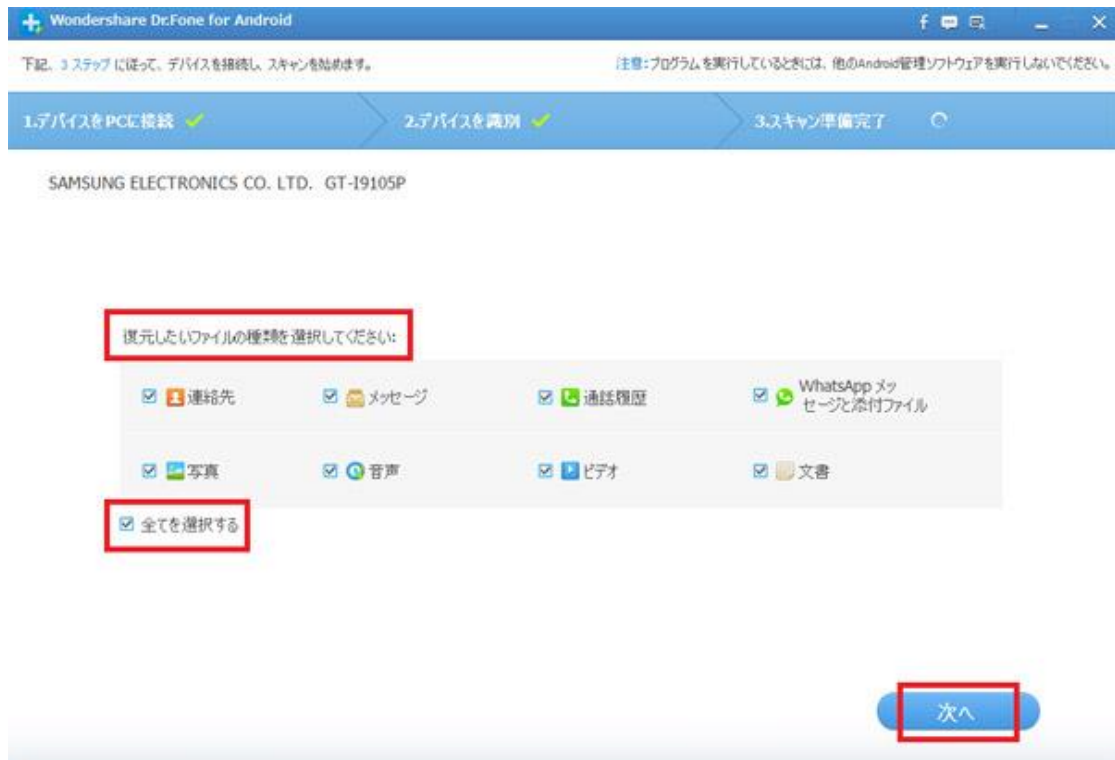 Wondershare Dr.Fone for Android
下記、3 ステップ に従って、デバイスを接続し、スキャンを始めます。
注意:プログラムを実行しているときには、他のAndroid管理ソフトウェアを実行しないでください。
1.デバイスをPCに接続
2.デバイスを識別
3.スキャン準備完了
SAMSUNG ELECTRONICS CO. LTD. GT-I9105P
復元したいファイルの種類を選択してください:
連絡先
メッセージ
通話履歴
WhatsApp メッ
セージと添付ファイル
写真
音声
ビデオ
文書
全てを選択する
次へ